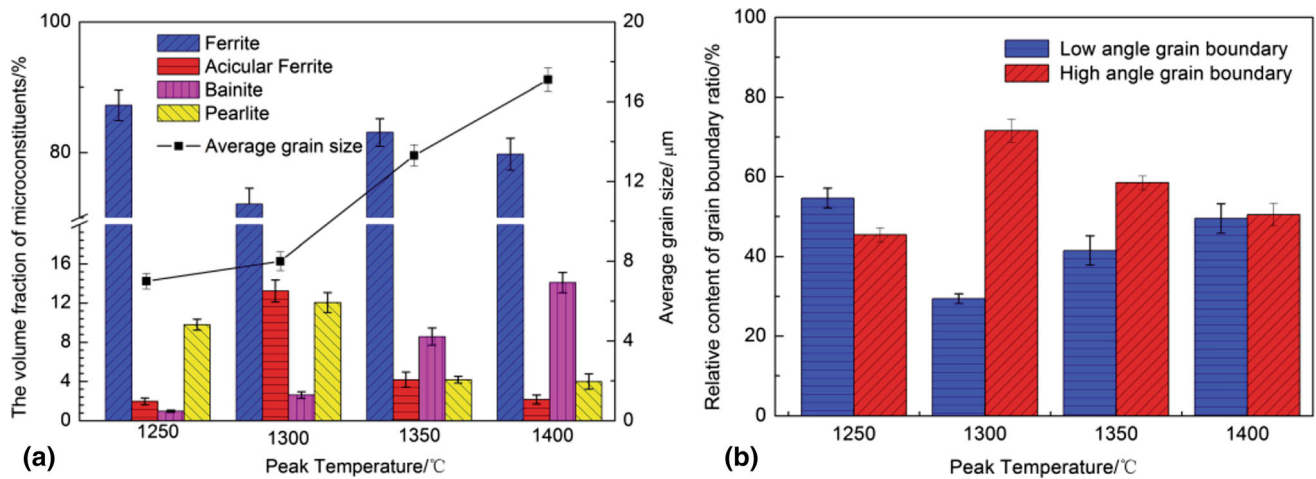 The volume fraction of microconstituents/%
100
80
16
12
8
4
0
Ferrite
Acicular Ferrite
Bainite
Pearlite
Average grain size
20
16
12
8
4
0
Average grain size/ μm
1250 1300 1350 1400
Peak Temperature/℃
(a)
Relative content of grain boundary ratio/%
100
80
60
40
20
0
Low angle grain boundary
High angle grain boundary
1250 1300 1350 1400
Peak Temperature/℃
(b)